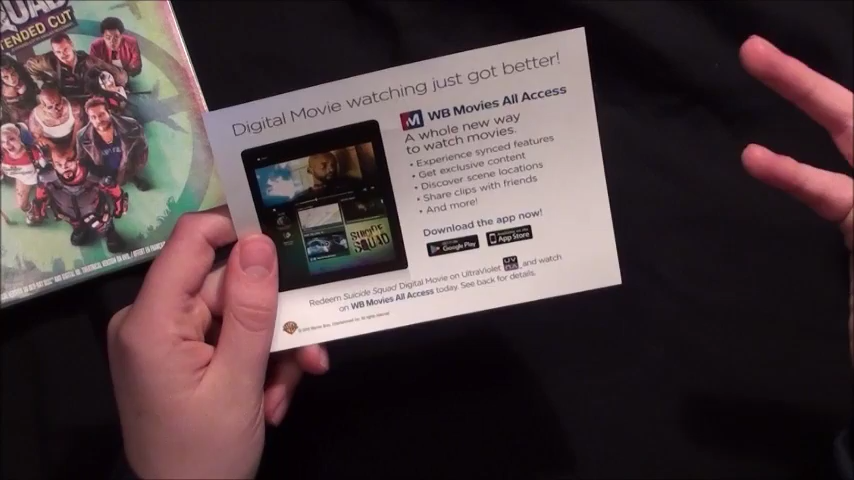 SQUAD
EXTENDED CUT
Digital Movie watching just got better!
M WB Movies All Access
A whole new way
to watch movies.
• Experience synced features
• Get exclusive content
• Discover scene locations
• Share clips with friends
• And more!
Download the app now!
Google Play
App Store
SUICIDE
SQUAD
Redeem Suicide Squad Digital Movie on UltraViolet UV and watch
on WB Movies All Access today. See back for details.